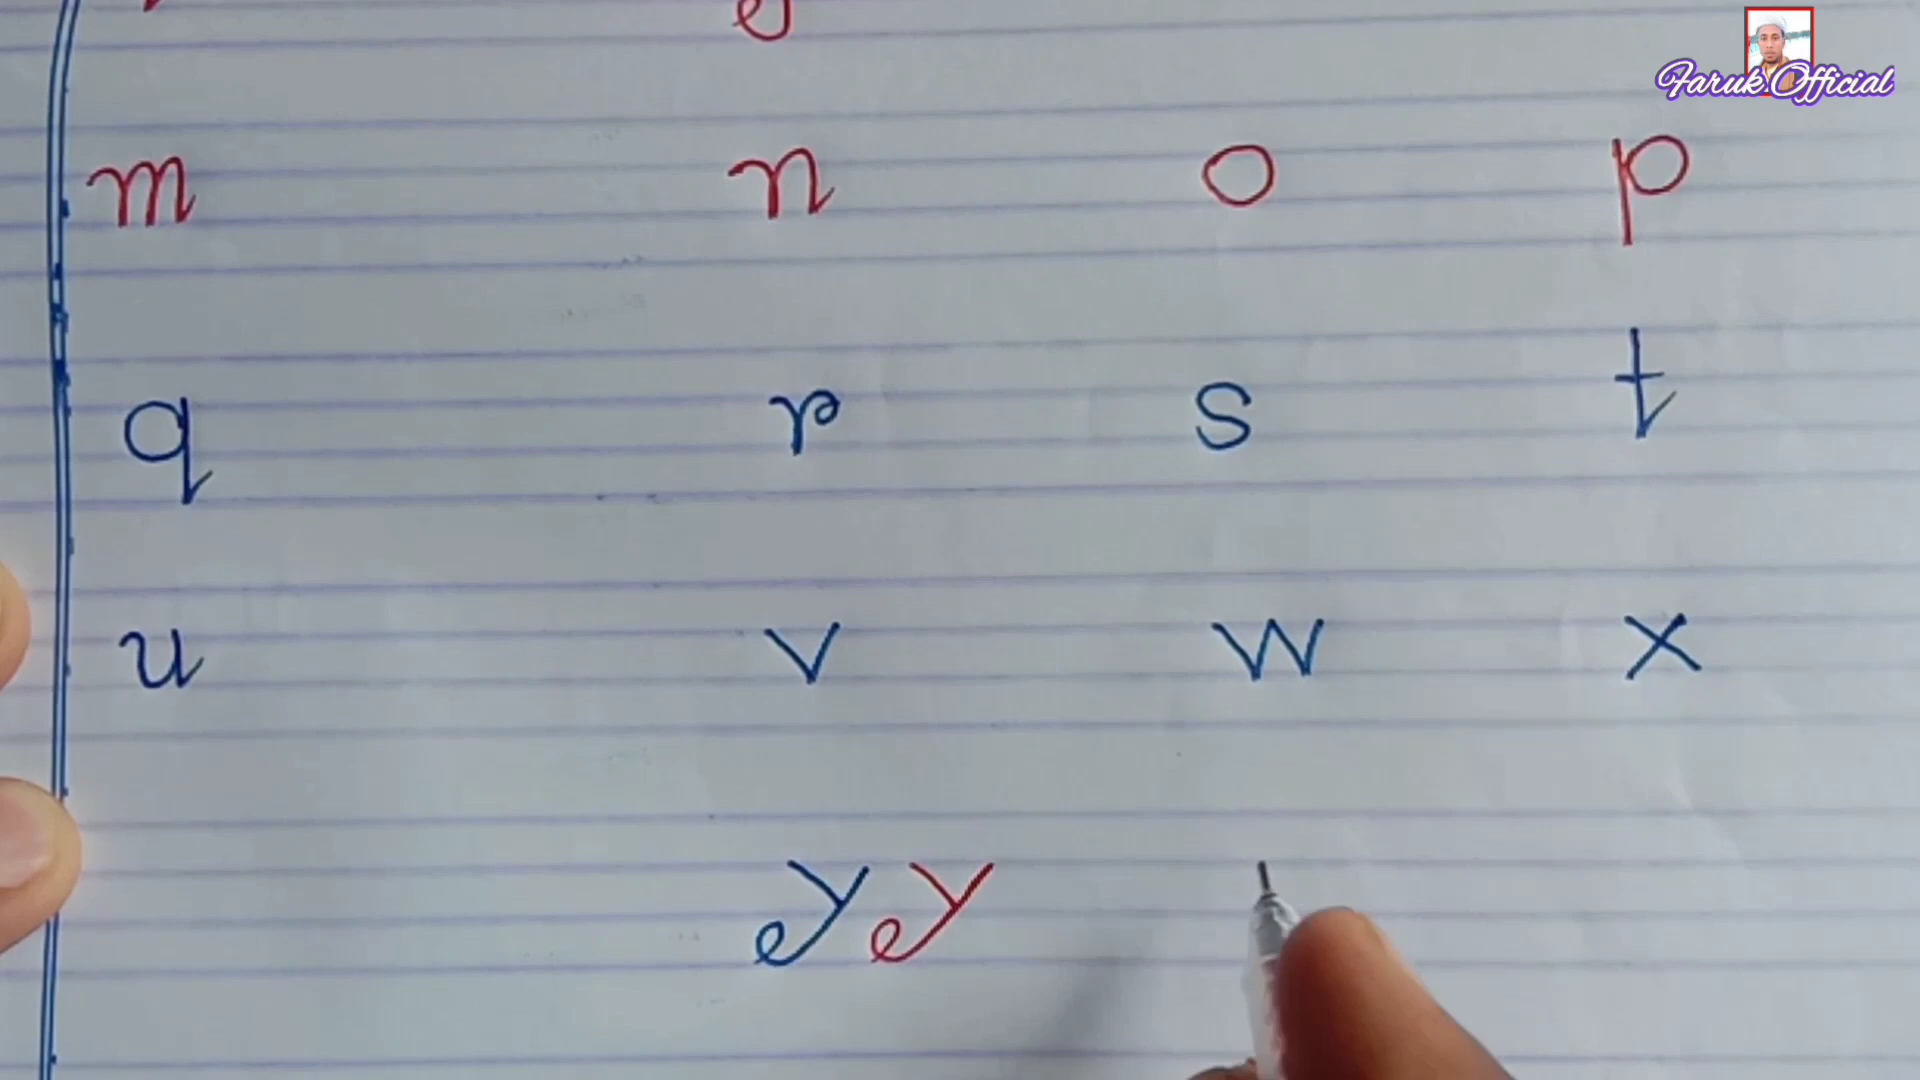 Faruk Official
m n o p
q r s t
u v w x
y y